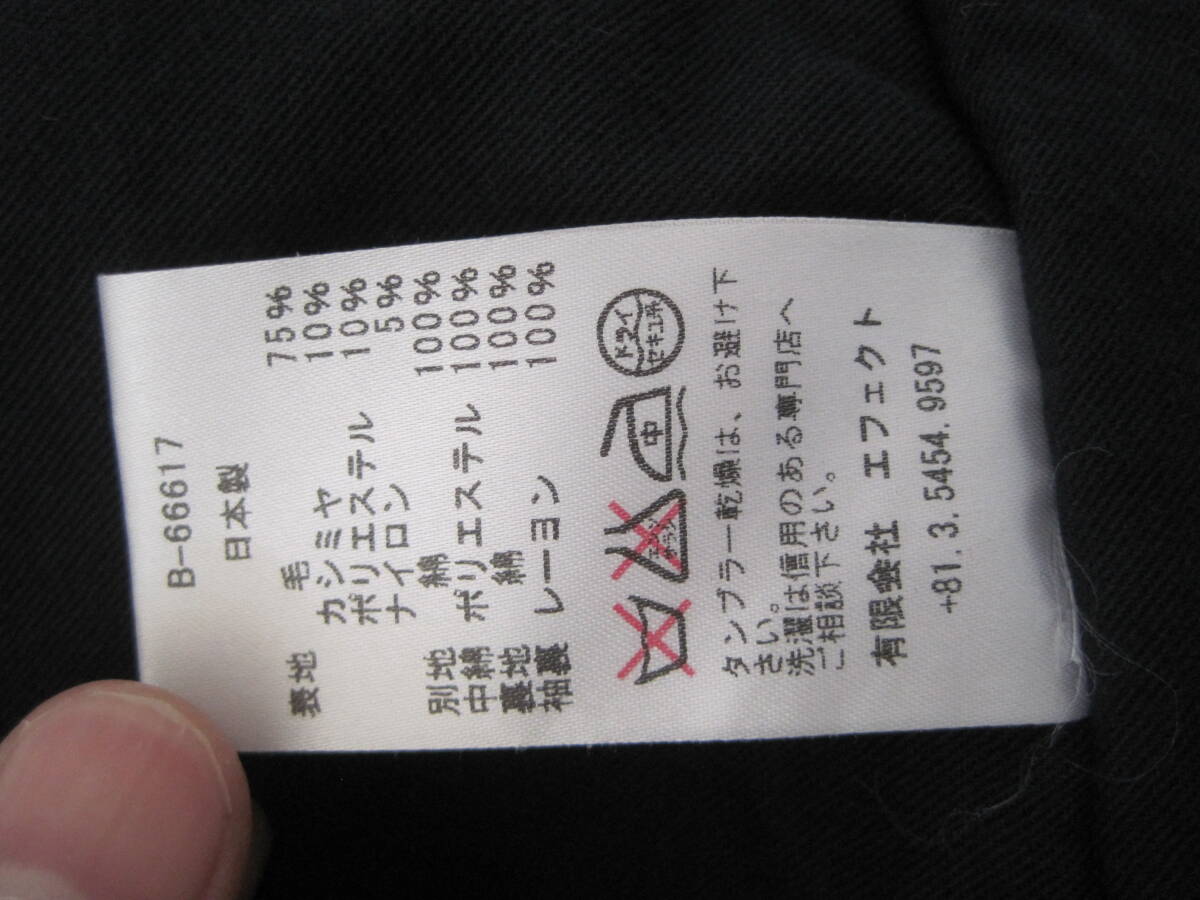 B-66617
日本製
表地 毛 75%
カシミヤ 10%
ポリエステル 10%
ナイロン 5%
別地 綿 100%
中綿 ポリエステル 100%
裏地 綿 100%
袖裏 レーヨン 100%
中 ドライ セキユ系
タンブラー乾燥は、お避け下
さい。
洗濯は信用のある専門店へ
ご相談下さい。
有限会社 エフェクト
+81.3.5454.9597